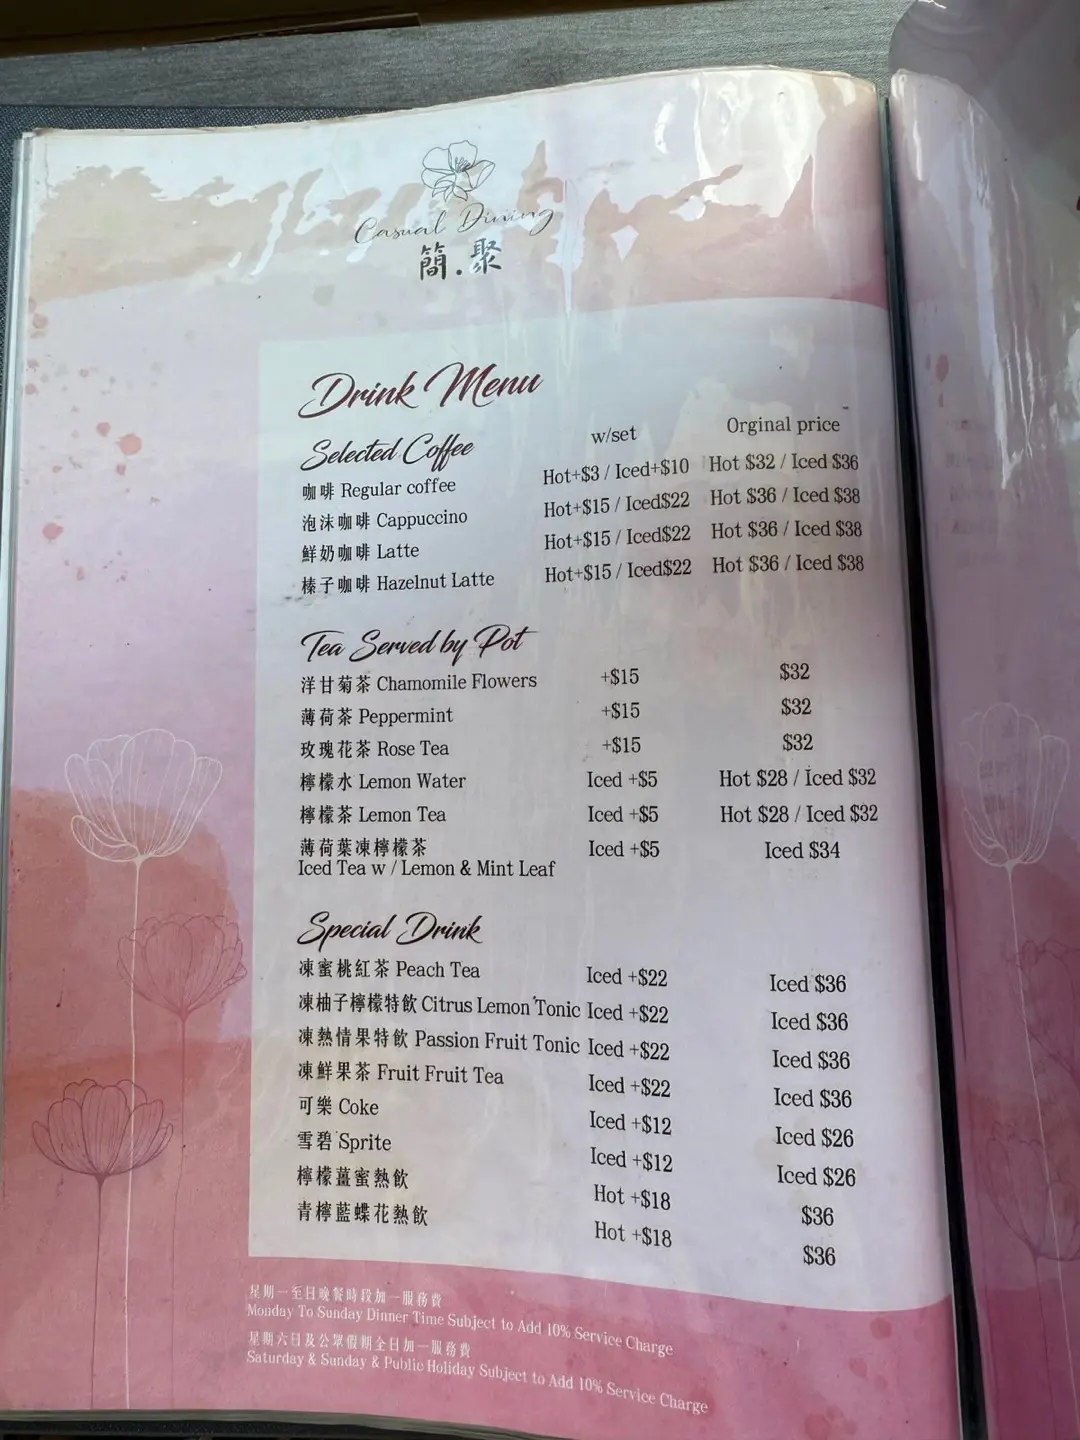 Casual Dining
簡.聚
Drink Menu
Selected Coffee w/set Orginal price
咖啡 Regular coffee Hot+$3 / Iced+$10 Hot $32 / Iced $36
泡沫咖啡 Cappuccino Hot+$15 / Iced$22 Hot $36 / Iced $38
鮮奶咖啡 Latte Hot+$15 / Iced$22 Hot $36 / Iced $38
榛子咖啡 Hazelnut Latte Hot+$15 / Iced$22 Hot $36 / Iced $38
Tea Served by Pot
洋甘菊茶 Chamomile Flowers +$15 $32
薄荷茶 Peppermint +$15 $32
玫瑰花茶 Rose Tea +$15 $32
檸檬水 Lemon Water Iced +$5 Hot $28 / Iced $32
檸檬茶 Lemon Tea Iced +$5 Hot $28 / Iced $32
薄荷葉凍檸檬茶 Iced +$5 Iced $34
Iced Tea w / Lemon & Mint Leaf
Special Drink
凍蜜桃紅茶 Peach Tea Iced +$22 Iced $36
凍柚子檸檬特飲 Citrus Lemon Tonic Iced +$22 Iced $36
凍熱情果特飲 Passion Fruit Tonic Iced +$22 Iced $36
凍鮮果茶 Fruit Fruit Tea Iced +$22 Iced $36
可樂 Coke Iced +$12 Iced $26
雪碧 Sprite Iced +$12 Iced $26
檸檬薑蜜熱飲 Hot +$18 $36
青檸藍蝶花熱飲 Hot +$18 $36
星期一至日晚餐時段加一服務費
Monday To Sunday Dinner Time Subject to Add 10% Service Charge
星期六日及公眾假期全日加一服務費
Saturday & Sunday & Public Holiday Subject to Add 10% Service Charge